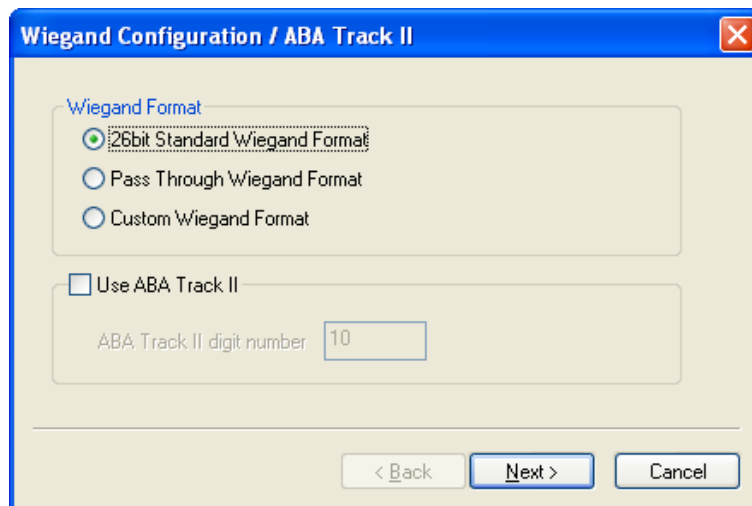 Wiegand Configuration / ABA Track II
Wiegand Format
26bit Standard Wiegand Format
Pass Through Wiegand Format
Custom Wiegand Format
Use ABA Track II
ABA Track II digit number 10
< Back Next > Cancel